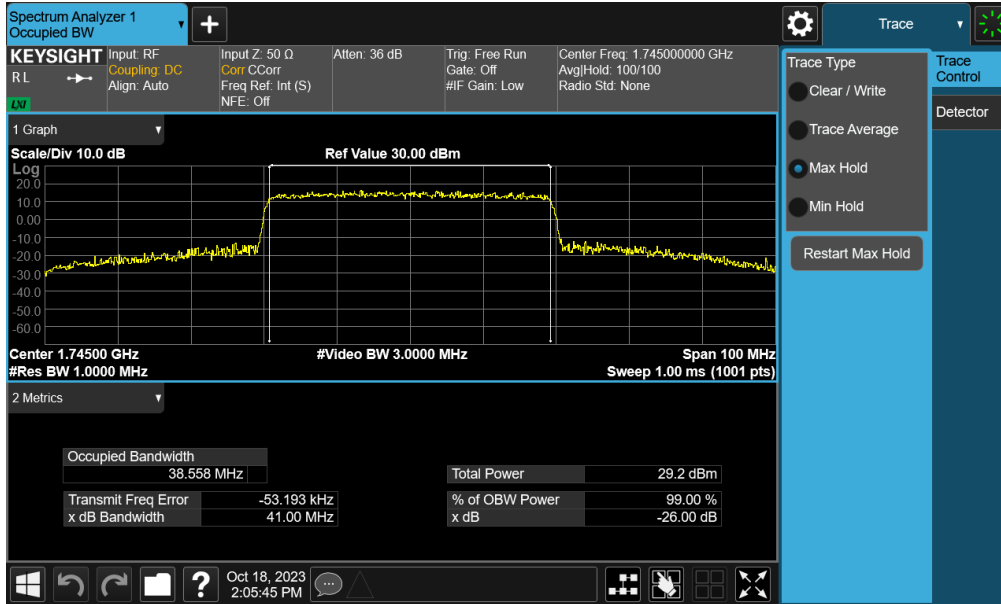 Spectrum Analyzer 1
Occupied BW
Trace
KEYSIGHT
RL
LXI
Input: RF
Coupling: DC
Align: Auto
Input Z: 50 Ω
Corr CCorr
Freq Ref: Int (S)
NFE: Off
Atten: 36 dB
Trig: Free Run
Gate: Off
#IF Gain: Low
Center Freq: 1.745000000 GHz
Avg|Hold: 100/100
Radio Std: None
Trace Type
Clear / Write
Trace Average
Max Hold
Min Hold
Restart Max Hold
Trace
Control
Detector
1 Graph
Scale/Div 10.0 dB
Ref Value 30.00 dBm
Log
20.0
10.0
0.00
-10.0
-20.0
-30.0
-40.0
-50.0
-60.0
Center 1.74500 GHz
#Video BW 3.0000 MHz
Span 100 MHz
#Res BW 1.0000 MHz
Sweep 1.00 ms (1001 pts)
2 Metrics
Occupied Bandwidth
38.558 MHz
Total Power 29.2 dBm
Transmit Freq Error -53.193 kHz
% of OBW Power 99.00 %
x dB Bandwidth 41.00 MHz
x dB -26.00 dB
?
Oct 18, 2023
2:05:45 PM